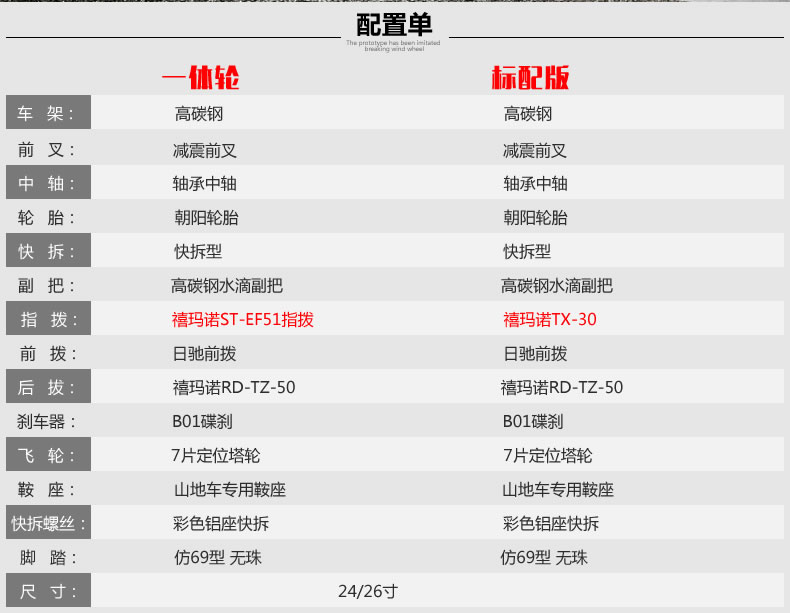 配置单
The prototype has been imitated
breaking wind wheel
一体轮 标配版
车 架： 高碳钢 高碳钢
前 叉： 减震前叉 减震前叉
中 轴： 轴承中轴 轴承中轴
轮 胎： 朝阳轮胎 朝阳轮胎
快 拆： 快拆型 快拆型
副 把： 高碳钢水滴副把 高碳钢水滴副把
指 拨： 禧玛诺ST-EF51指拨 禧玛诺TX-30
前 拨： 日驰前拨 日驰前拨
后 拔： 禧玛诺RD-TZ-50 禧玛诺RD-TZ-50
刹车器： B01碟刹 B01碟刹
飞 轮： 7片定位塔轮 7片定位塔轮
鞍 座： 山地车专用鞍座 山地车专用鞍座
快拆螺丝： 彩色铝座快拆 彩色铝座快拆
脚 踏： 仿69型 无珠 仿69型 无珠
尺 寸： 24/26寸